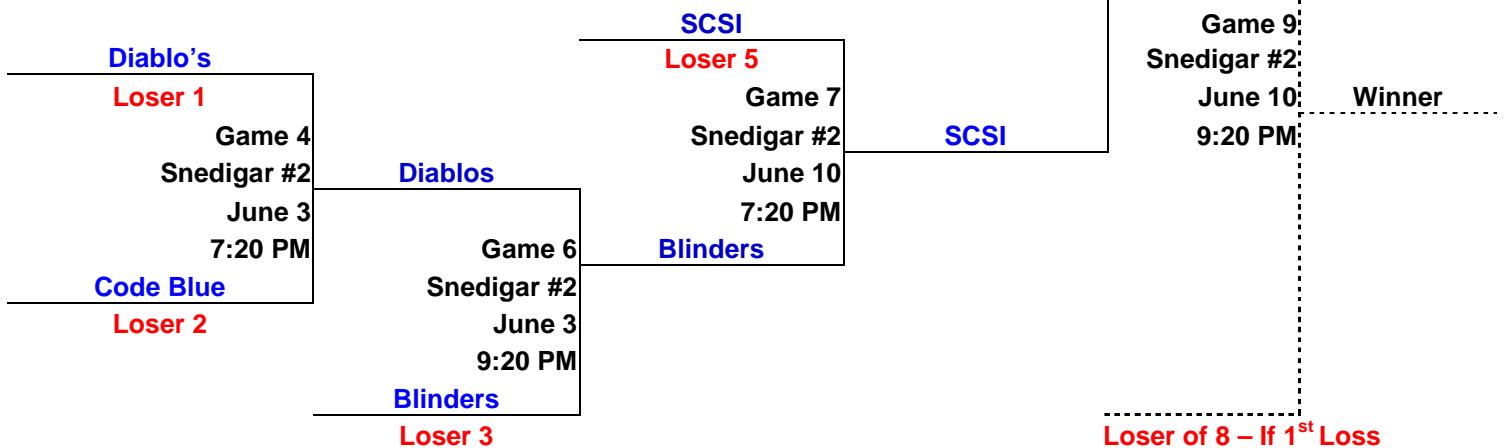 SCSI
Loser 5
Game 9
Snedigar #2
June 10
9:20 PM
Winner
Diablo’s
Loser 1
Game 4
Snedigar #2
June 3
7:20 PM
Code Blue
Loser 2
Diablos
Game 6
Snedigar #2
June 3
9:20 PM
Blinders
Loser 3
Game 7
Snedigar #2
June 10
7:20 PM
Blinders
SCSI
Loser of 8 – If 1st Loss